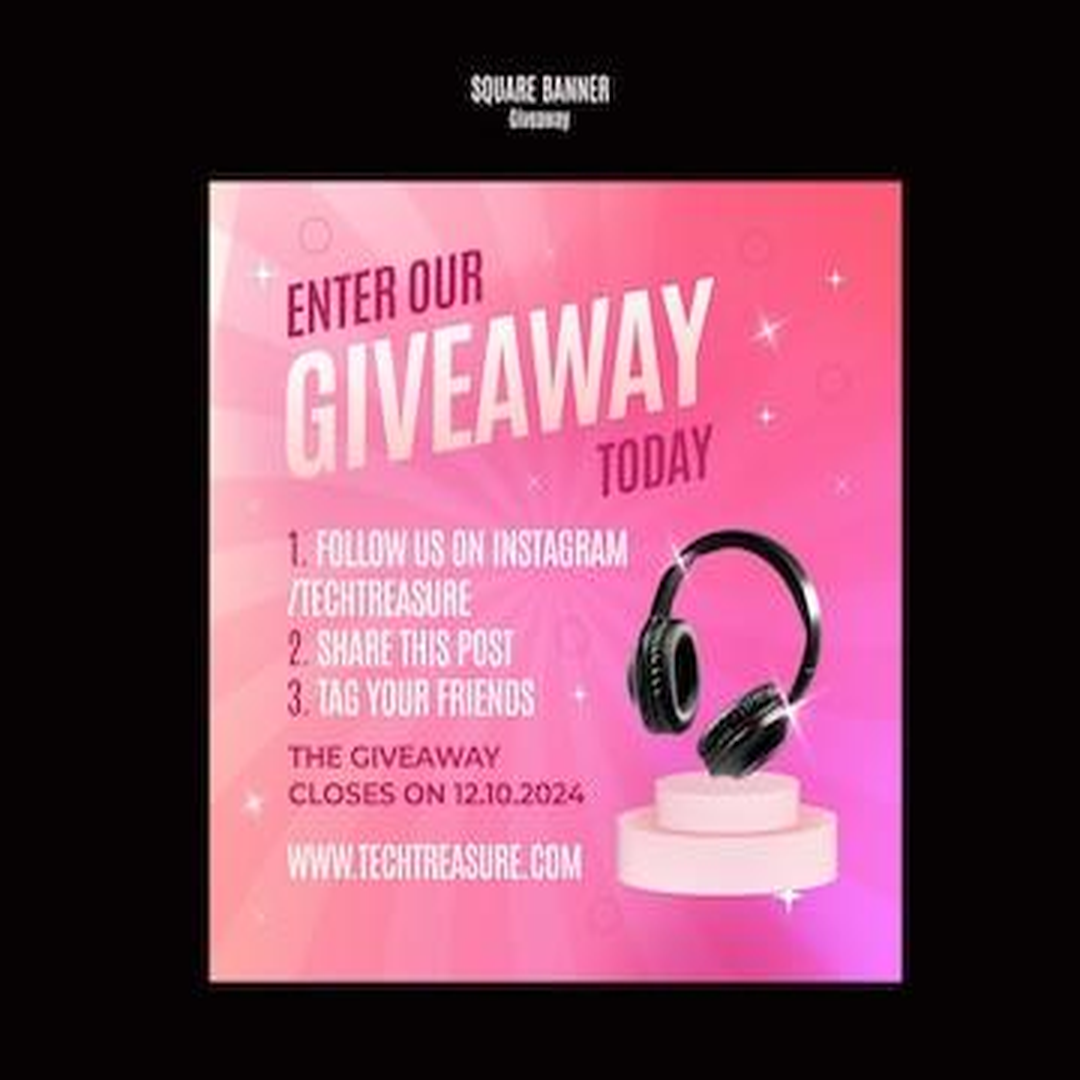 SQUARE BANNER
Giveaway
ENTER OUR
GIVEAWAY
TODAY
1. FOLLOW US ON INSTAGRAM
/TECHTREASURE
2. SHARE THIS POST
3. TAG YOUR FRIENDS
THE GIVEAWAY
CLOSES ON 12.10.2024
WWW.TECHTREASURE.COM